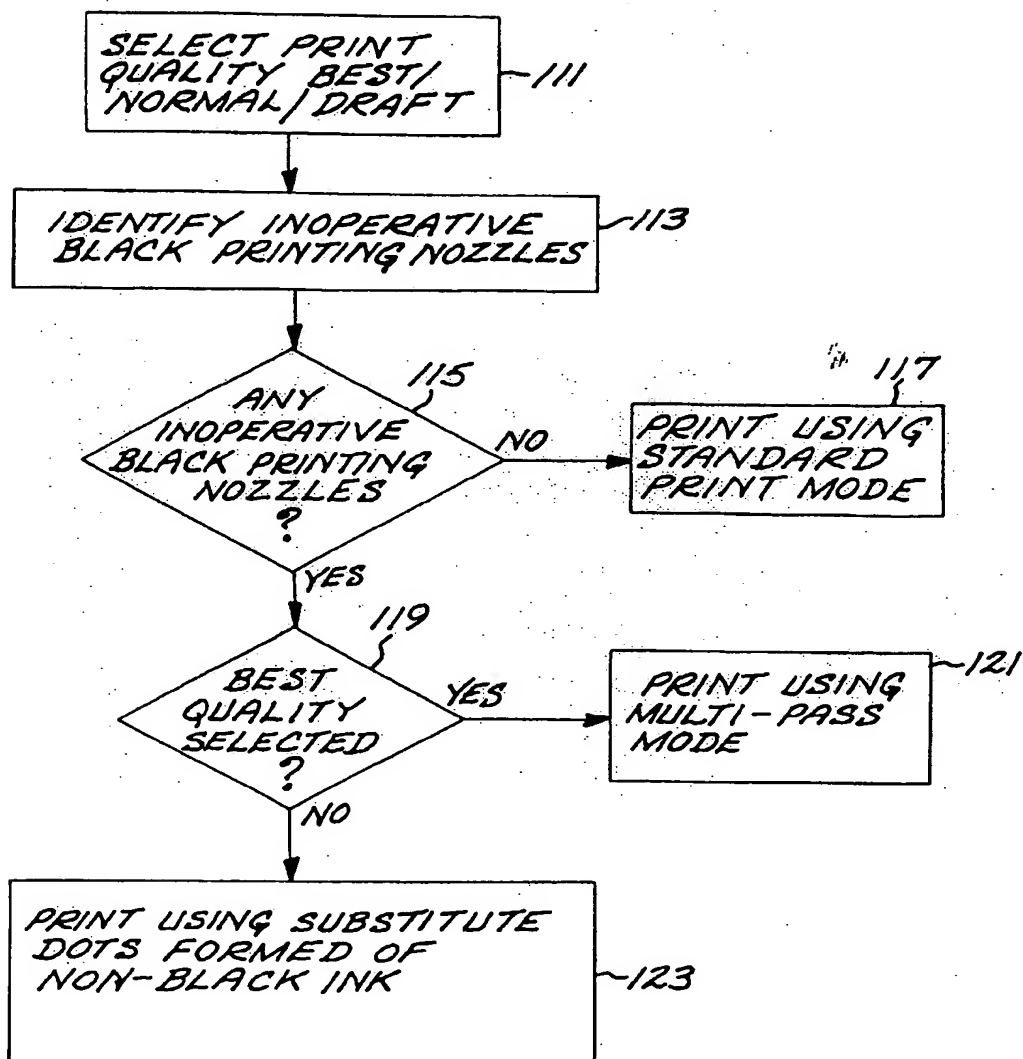 SELECT PRINT
QUALITY BEST/
NORMAL/DRAFT
111
IDENTIFY INOPERATIVE
BLACK PRINTING NOZZLES
113
115
ANY
INOPERATIVE
BLACK PRINTING
NOZZLES
?
NO
117
PRINT USING
STANDARD
PRINT MODE
YES
119
BEST
QUALITY
SELECTED
?
YES
121
PRINT USING
MULTI-PASS
MODE
NO
PRINT USING SUBSTITUTE
DOTS FORMED OF
NON-BLACK INK
123